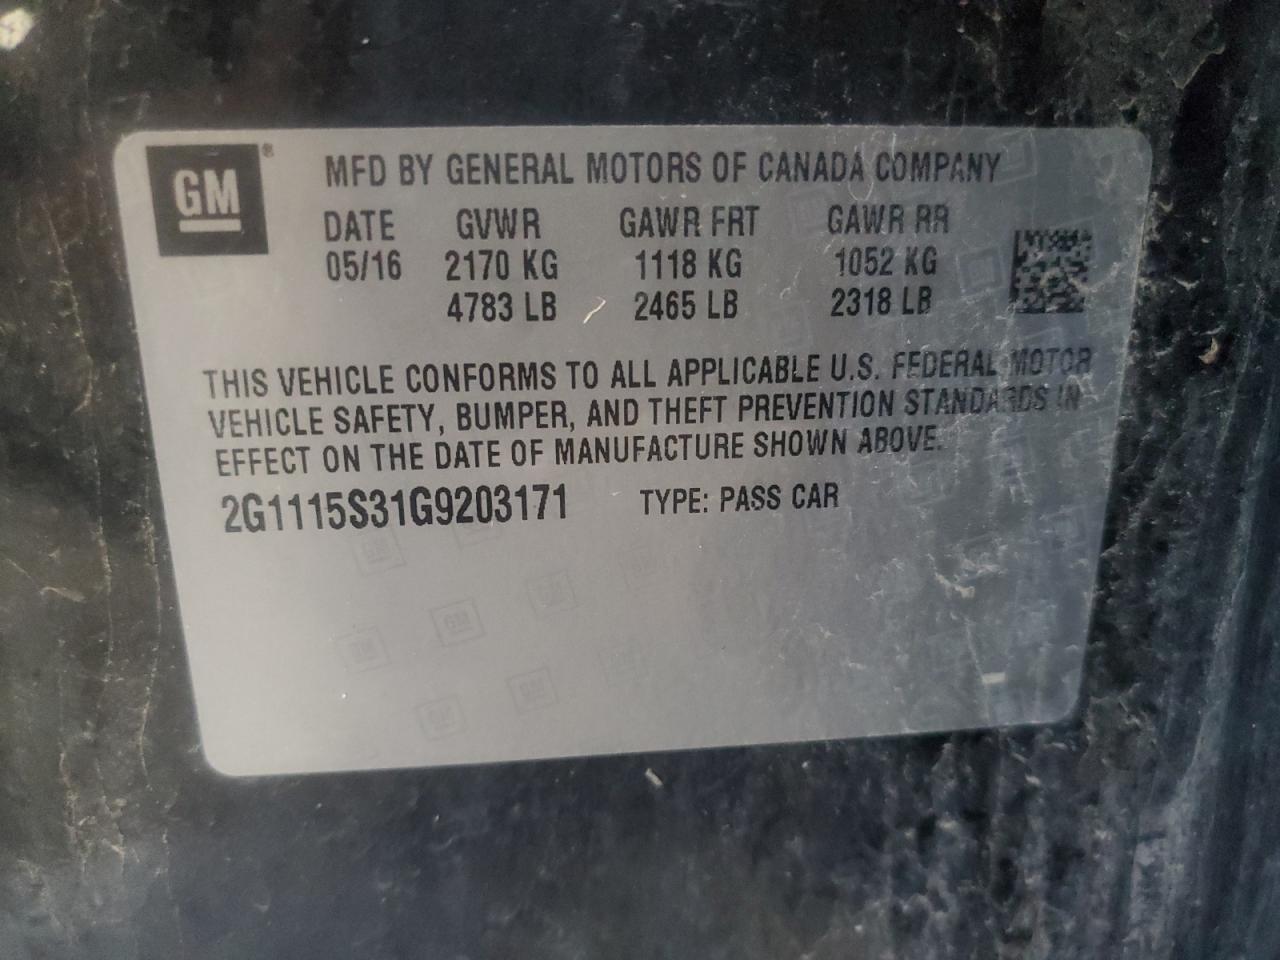 GM®
MFD BY GENERAL MOTORS OF CANADA COMPANY
DATE GVWR GAWR FRT GAWR RR
05/16 2170 KG 1118 KG 1052 KG
4783 LB 2465 LB 2318 LB
THIS VEHICLE CONFORMS TO ALL APPLICABLE U.S. FEDERAL MOTOR
VEHICLE SAFETY, BUMPER, AND THEFT PREVENTION STANDARDS IN
EFFECT ON THE DATE OF MANUFACTURE SHOWN ABOVE.
2G1115S31G9203171 TYPE: PASS CAR